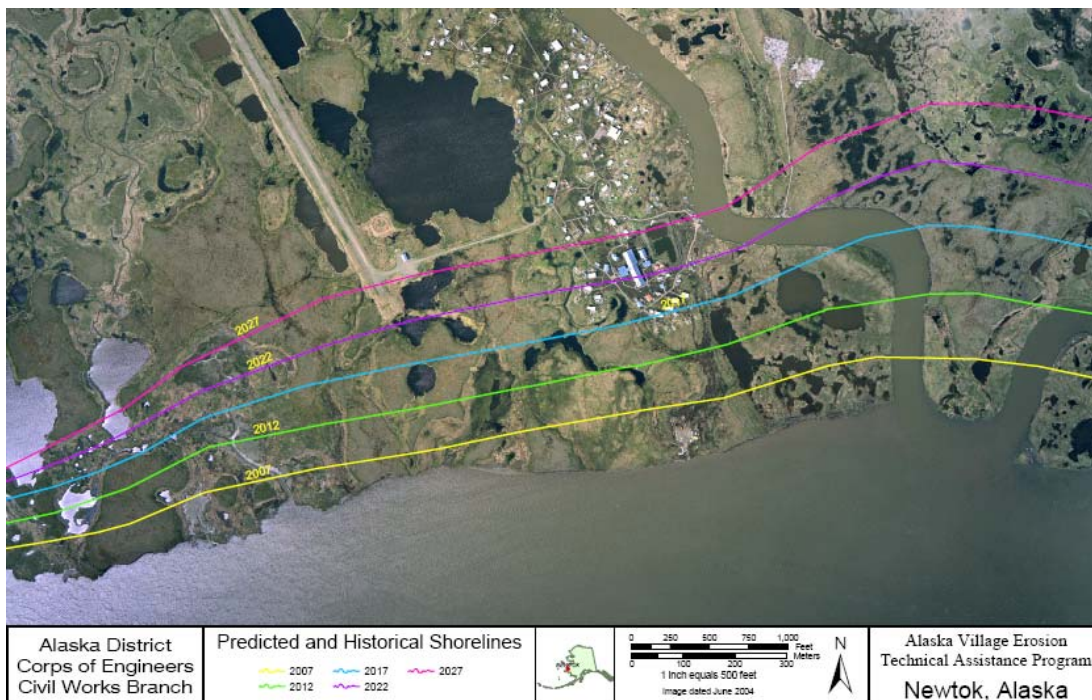 2027
2022
2017
2012
2007
Alaska District
Corps of Engineers
Civil Works Branch
Predicted and Historical Shorelines
2007
2017
2027
2012
2022
0 250 500 750 1,000
Feet
Meters
0 100 200 300
1 Inch equals 500 feet
Image dated June 2004
N
Alaska Village Erosion
Technical Assistance Program
Newtok, Alaska